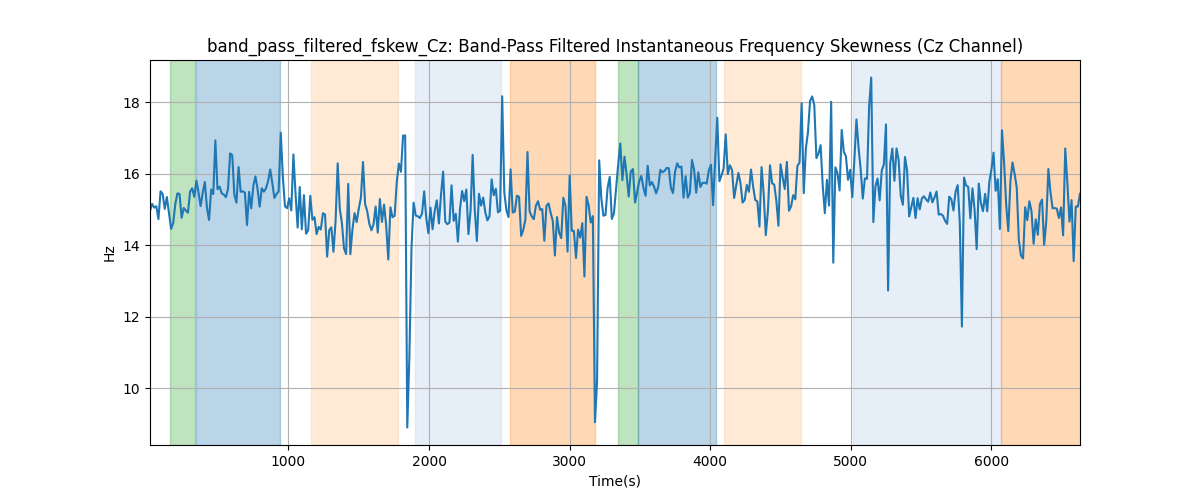 band_pass_filtered_fskew_Cz: Band-Pass Filtered Instantaneous Frequency Skewness (Cz Channel)
18
16
14
12
10
Hz
1000 2000 3000 4000 5000 6000
Time(s)